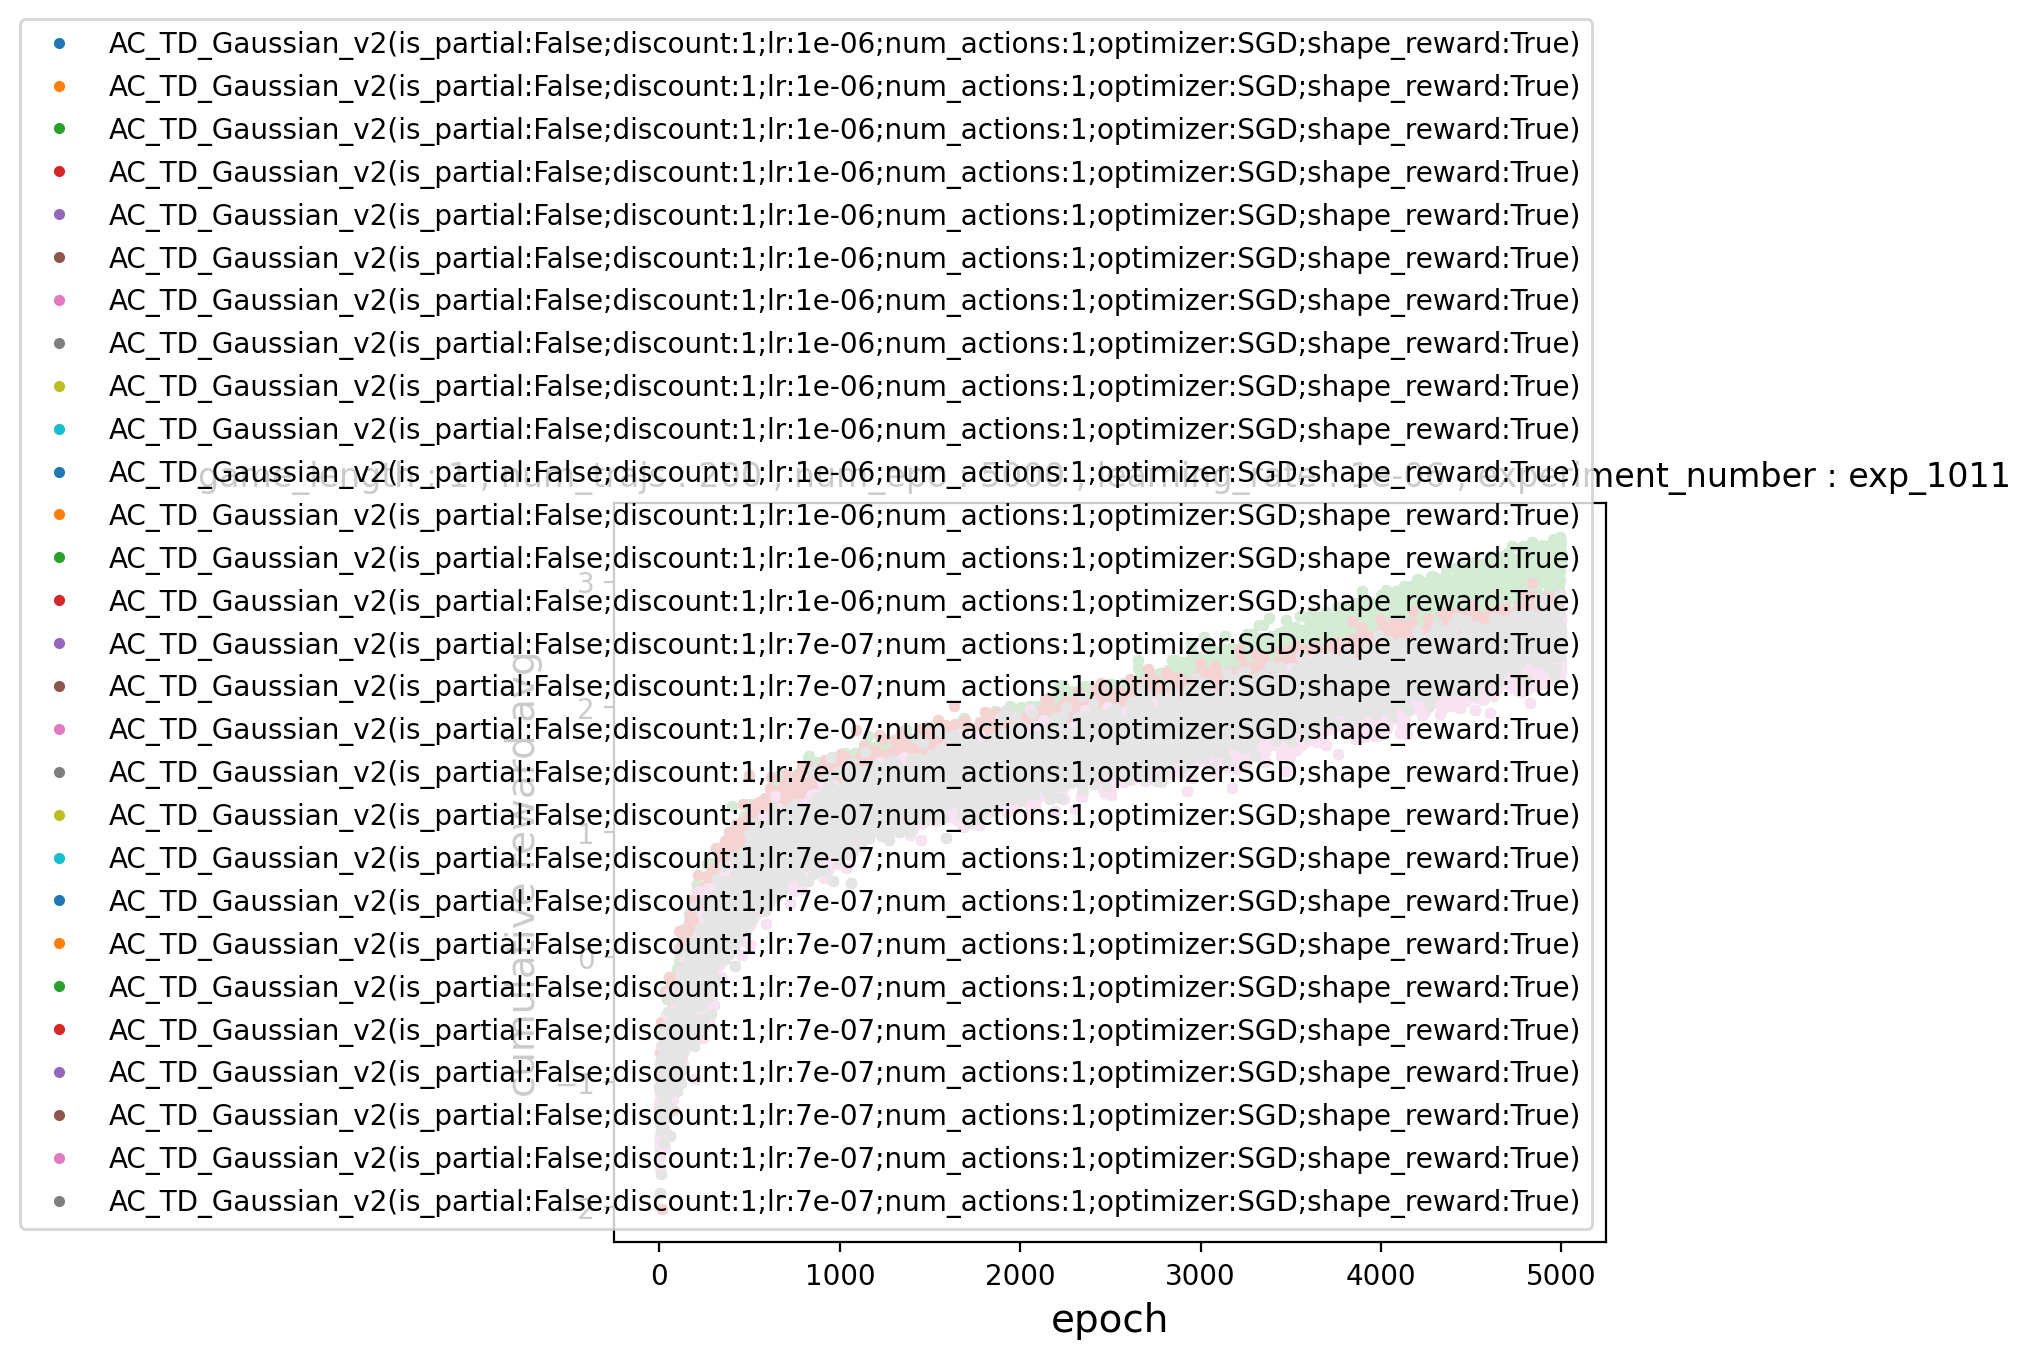 AC_TD_Gaussian_v2(is_partial:False;discount:1;lr:1e-06;num_actions:1;optimizer:SGD;shape_reward:True)
AC_TD_Gaussian_v2(is_partial:False;discount:1;lr:1e-06;num_actions:1;optimizer:SGD;shape_reward:True)
AC_TD_Gaussian_v2(is_partial:False;discount:1;lr:1e-06;num_actions:1;optimizer:SGD;shape_reward:True)
AC_TD_Gaussian_v2(is_partial:False;discount:1;lr:1e-06;num_actions:1;optimizer:SGD;shape_reward:True)
AC_TD_Gaussian_v2(is_partial:False;discount:1;lr:1e-06;num_actions:1;optimizer:SGD;shape_reward:True)
AC_TD_Gaussian_v2(is_partial:False;discount:1;lr:1e-06;num_actions:1;optimizer:SGD;shape_reward:True)
AC_TD_Gaussian_v2(is_partial:False;discount:1;lr:1e-06;num_actions:1;optimizer:SGD;shape_reward:True)
AC_TD_Gaussian_v2(is_partial:False;discount:1;lr:1e-06;num_actions:1;optimizer:SGD;shape_reward:True)
AC_TD_Gaussian_v2(is_partial:False;discount:1;lr:1e-06;num_actions:1;optimizer:SGD;shape_reward:True)
AC_TD_Gaussian_v2(is_partial:False;discount:1;lr:1e-06;num_actions:1;optimizer:SGD;shape_reward:True)
AC_TD_Gaussian_v2(is_partial:False;discount:1;lr:1e-06;num_actions:1;optimizer:SGD;shape_reward:True)
game_length : 1 , num_trajs : 200 , num_epo : 5000 , learning_rate : 1e-06 , experiment_number : exp_1011
AC_TD_Gaussian_v2(is_partial:False;discount:1;lr:1e-06;num_actions:1;optimizer:SGD;shape_reward:True)
AC_TD_Gaussian_v2(is_partial:False;discount:1;lr:1e-06;num_actions:1;optimizer:SGD;shape_reward:True)
AC_TD_Gaussian_v2(is_partial:False;discount:1;lr:1e-06;num_actions:1;optimizer:SGD;shape_reward:True)
AC_TD_Gaussian_v2(is_partial:False;discount:1;lr:7e-07;num_actions:1;optimizer:SGD;shape_reward:True)
AC_TD_Gaussian_v2(is_partial:False;discount:1;lr:7e-07;num_actions:1;optimizer:SGD;shape_reward:True)
AC_TD_Gaussian_v2(is_partial:False;discount:1;lr:7e-07;num_actions:1;optimizer:SGD;shape_reward:True)
AC_TD_Gaussian_v2(is_partial:False;discount:1;lr:7e-07;num_actions:1;optimizer:SGD;shape_reward:True)
AC_TD_Gaussian_v2(is_partial:False;discount:1;lr:7e-07;num_actions:1;optimizer:SGD;shape_reward:True)
AC_TD_Gaussian_v2(is_partial:False;discount:1;lr:7e-07;num_actions:1;optimizer:SGD;shape_reward:True)
AC_TD_Gaussian_v2(is_partial:False;discount:1;lr:7e-07;num_actions:1;optimizer:SGD;shape_reward:True)
AC_TD_Gaussian_v2(is_partial:False;discount:1;lr:7e-07;num_actions:1;optimizer:SGD;shape_reward:True)
AC_TD_Gaussian_v2(is_partial:False;discount:1;lr:7e-07;num_actions:1;optimizer:SGD;shape_reward:True)
AC_TD_Gaussian_v2(is_partial:False;discount:1;lr:7e-07;num_actions:1;optimizer:SGD;shape_reward:True)
AC_TD_Gaussian_v2(is_partial:False;discount:1;lr:7e-07;num_actions:1;optimizer:SGD;shape_reward:True)
AC_TD_Gaussian_v2(is_partial:False;discount:1;lr:7e-07;num_actions:1;optimizer:SGD;shape_reward:True)
AC_TD_Gaussian_v2(is_partial:False;discount:1;lr:7e-07;num_actions:1;optimizer:SGD;shape_reward:True)
AC_TD_Gaussian_v2(is_partial:False;discount:1;lr:7e-07;num_actions:1;optimizer:SGD;shape_reward:True)
cumulative reward avg
3
2
1
0
−1
−2
0 1000 2000 3000 4000 5000
epoch